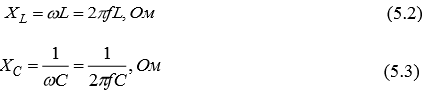 X_L = ωL = 2πfL, Ом (5.2)
X_C = 1/ωC = 1/2πfC, Ом (5.3)